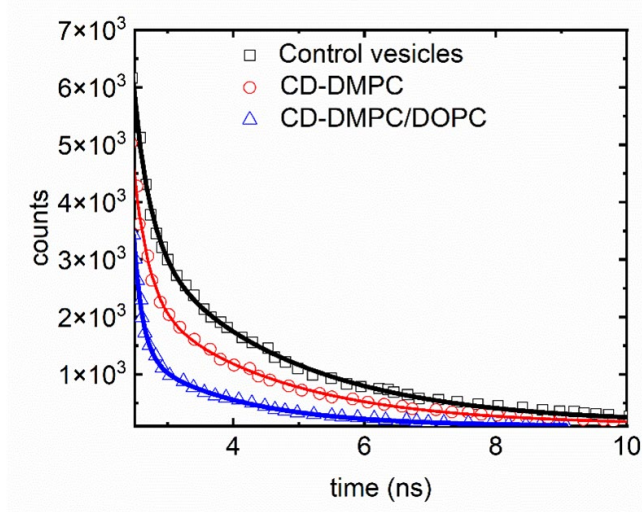 7×10³
6×10³
5×10³
4×10³
3×10³
2×10³
1×10³
counts
Control vesicles
CD-DMPC
CD-DMPC/DOPC
4 6 8 10
time (ns)